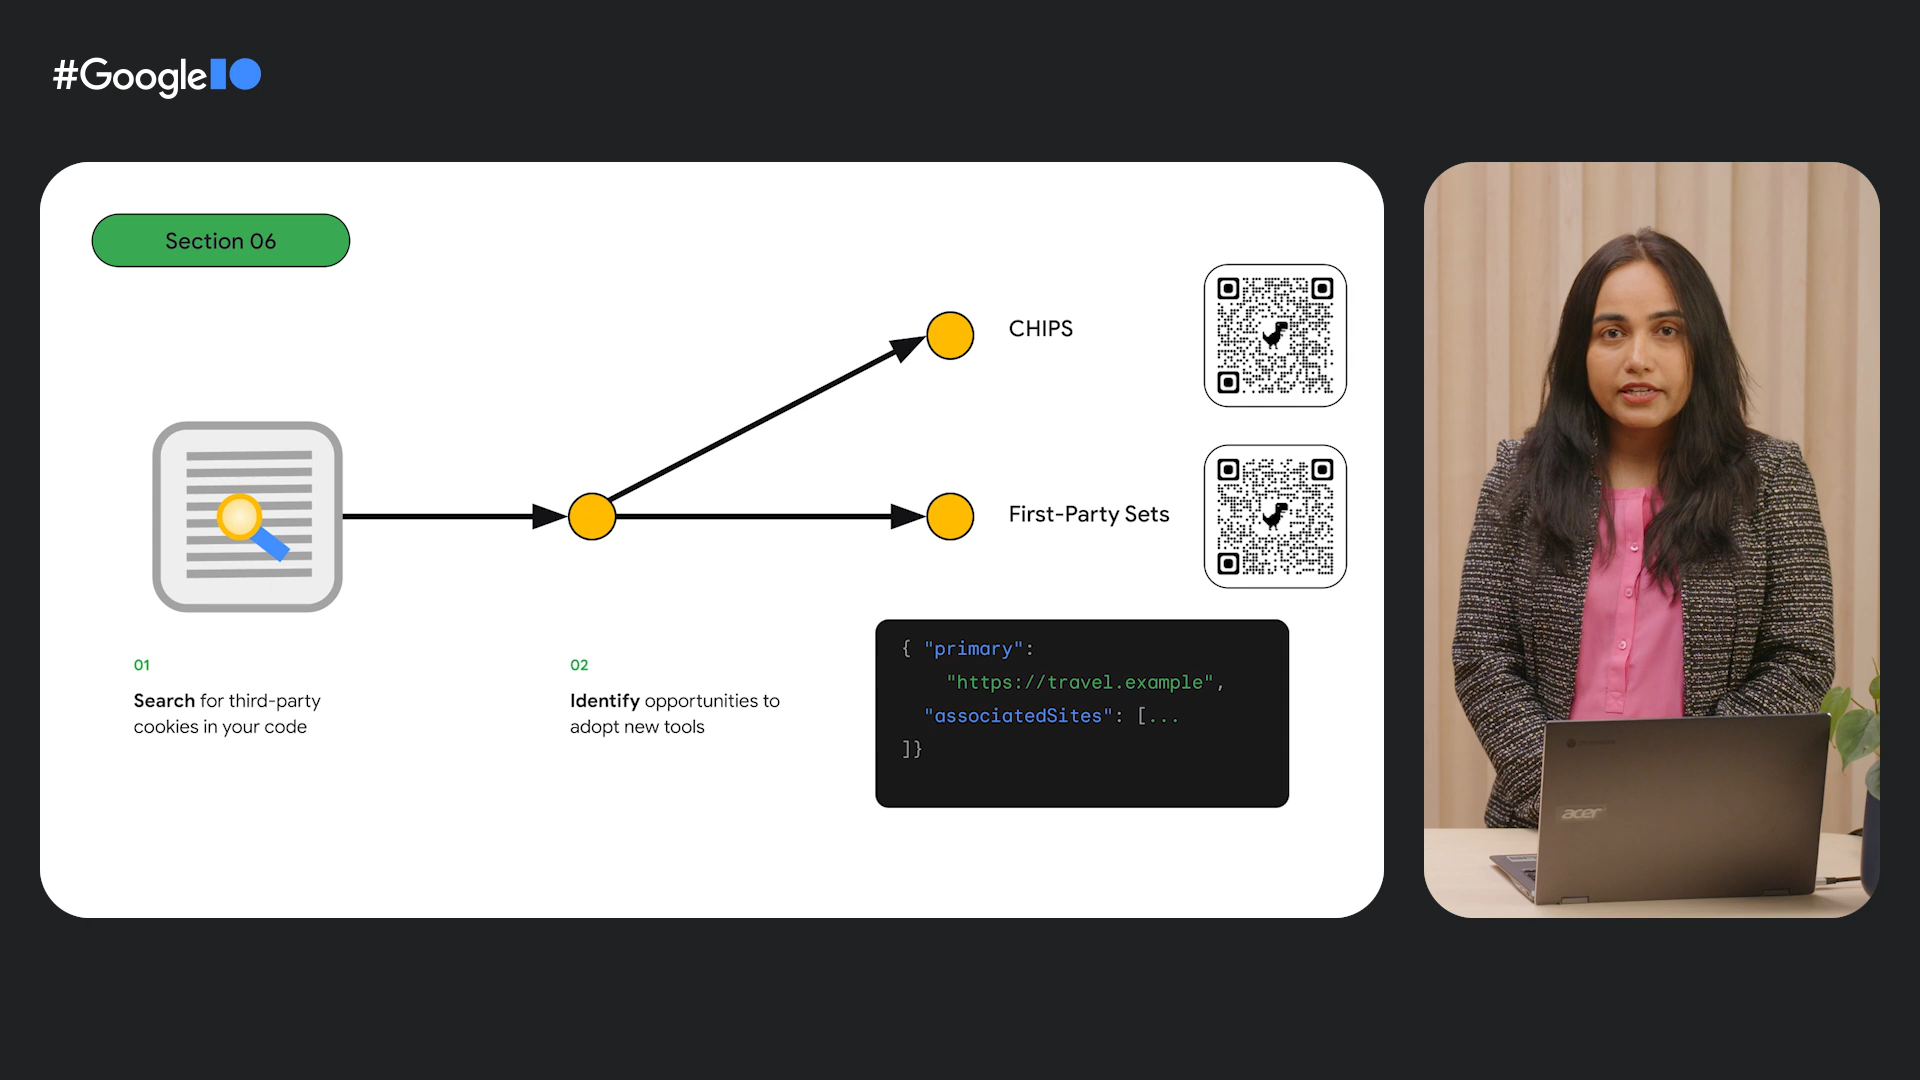 #GoogleIO
Section 06
CHIPS
First-Party Sets
01
Search for third-party
cookies in your code
02
Identify opportunities to
adopt new tools
{ "primary":
"https://travel.example",
"associatedSites": [...
]}
acer